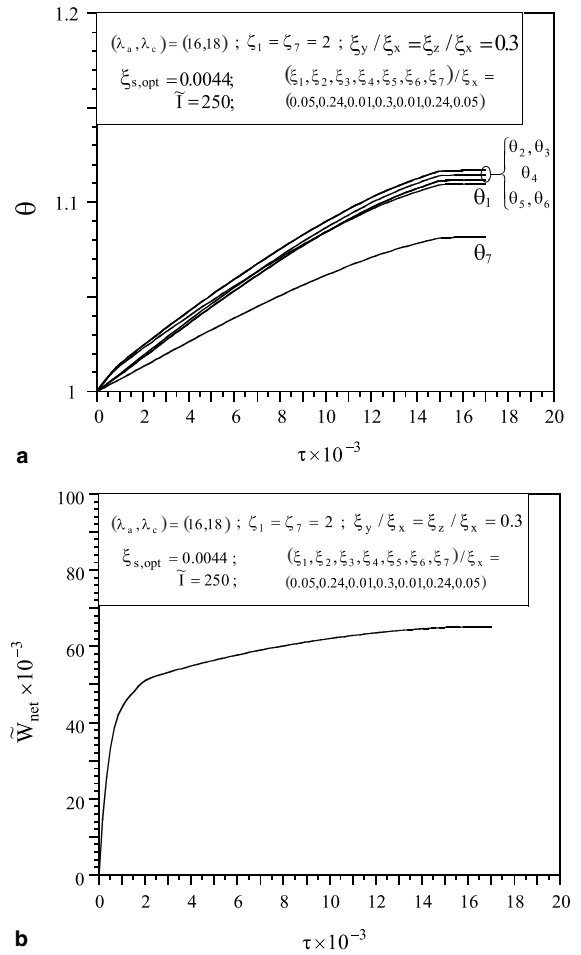 1.2
(λa,λc)=(16,18) ; ζ1=ζ7=2 ; ξy/ξx=ξz/ξx=0.3
ξs,opt=0.0044; (ξ1,ξ2,ξ3,ξ4,ξ5,ξ6,ξ7)/ξx=
Ĩ=250; (0.05,0.24,0.01,0.3,0.01,0.24,0.05)
θ2,θ3
θ4
θ5,θ6
θ1
θ7
1.1
θ
1
0 2 4 6 8 10 12 14 16 18 20
τ×10⁻³
a
100
(λa,λc)=(16,18) ; ζ1=ζ7=2 ; ξy/ξx=ξz/ξx=0.3
ξs,opt=0.0044 ; (ξ1,ξ2,ξ3,ξ4,ξ5,ξ6,ξ7)/ξx=
Ĩ=250 ; (0.05,0.24,0.01,0.3,0.01,0.24,0.05)
80
60
40
20
0
W̃net×10⁻³
0 2 4 6 8 10 12 14 16 18 20
τ×10⁻³
b